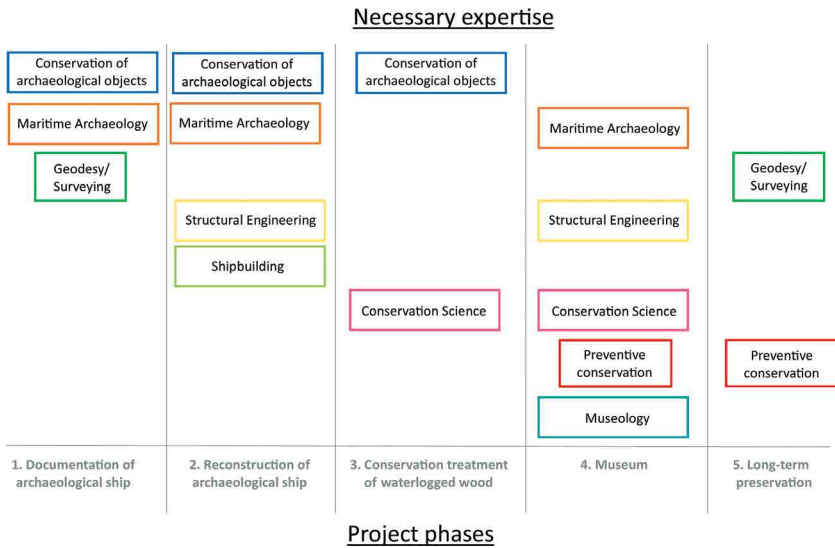 Necessary expertise
Conservation of
archaeological objects
Conservation of
archaeological objects
Conservation of
archaeological objects
Maritime Archaeology
Maritime Archaeology
Maritime Archaeology
Geodesy/
Surveying
Geodesy/
Surveying
Structural Engineering
Structural Engineering
Shipbuilding
Conservation Science
Conservation Science
Preventive
conservation
Preventive
conservation
Museology
1. Documentation of
archaeological ship
2. Reconstruction of
archaeological ship
3. Conservation treatment
of waterlogged wood
4. Museum
5. Long-term
preservation
Project phases